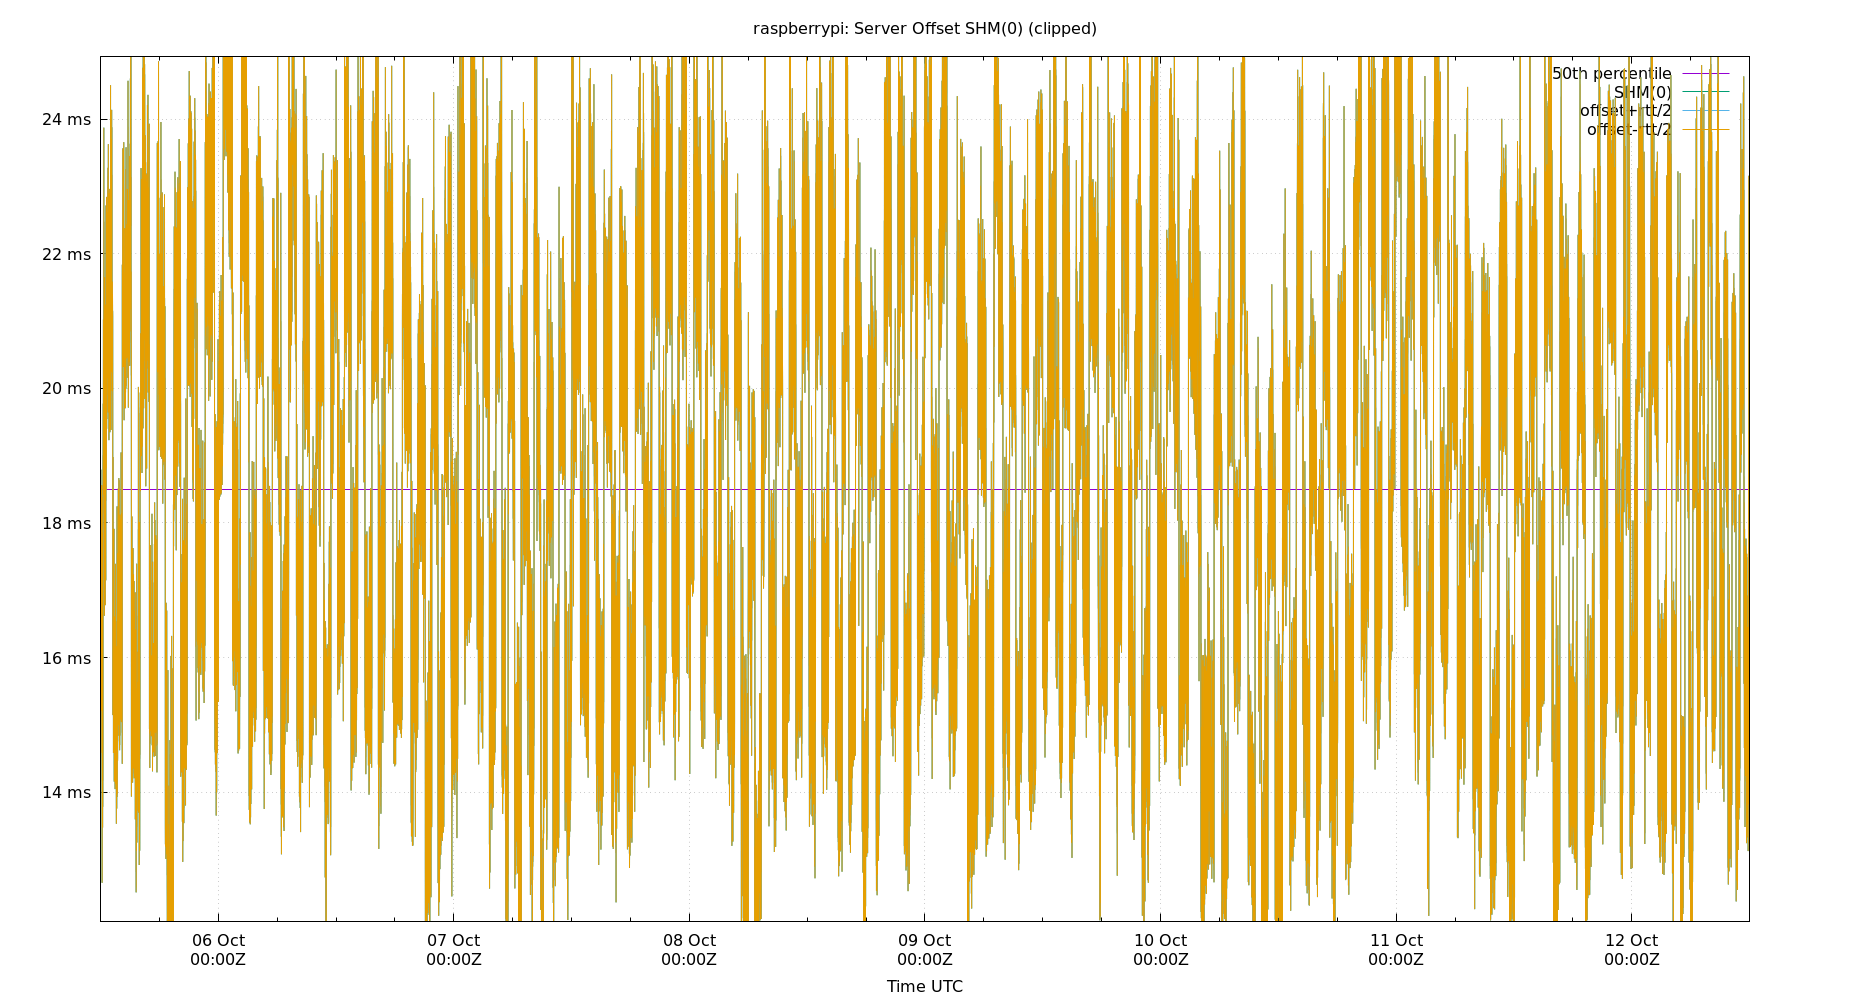 raspberrypi: Server Offset SHM(0) (clipped)
50th percentile
SHM(0)
offset+rtt/2
offset-rtt/2
24 ms
22 ms
20 ms
18 ms
16 ms
14 ms
06 Oct 07 Oct 08 Oct 09 Oct 10 Oct 11 Oct 12 Oct
00:00Z 00:00Z 00:00Z 00:00Z 00:00Z 00:00Z 00:00Z
Time UTC